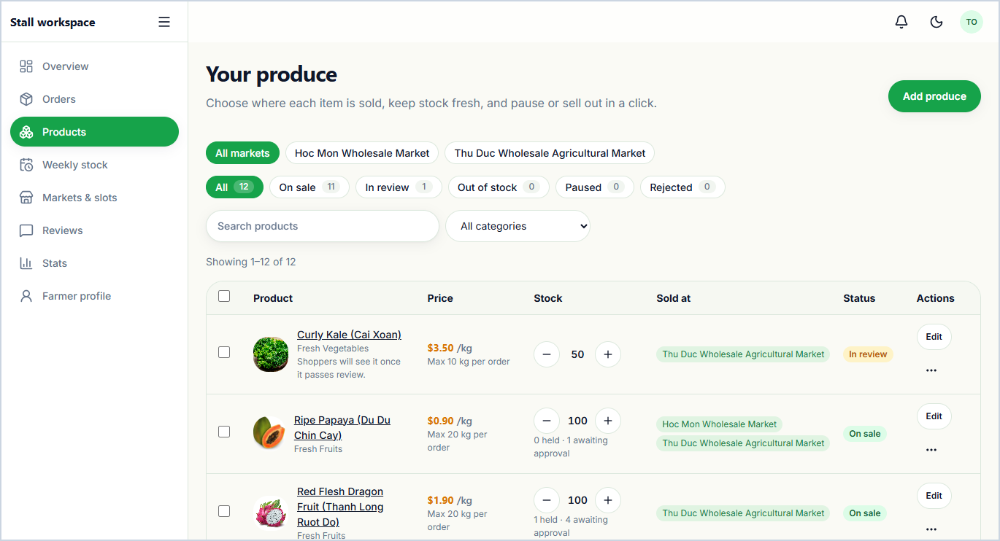 Stall workspace
TO
Overview
Orders
Products
Weekly stock
Markets & slots
Reviews
Stats
Farmer profile
Your produce
Choose where each item is sold, keep stock fresh, and pause or sell out in a click.
Add produce
All markets
Hoc Mon Wholesale Market
Thu Duc Wholesale Agricultural Market
All 12
On sale 11
In review 1
Out of stock 0
Paused 0
Rejected 0
Search products
All categories
Showing 1–12 of 12
Product
Price
Stock
Sold at
Status
Actions
Curly Kale (Cai Xoan)
Fresh Vegetables
Shoppers will see it once
it passes review.
$3.50 /kg
Max 10 kg per order
50
Thu Duc Wholesale Agricultural Market
In review
Edit
Ripe Papaya (Du Du
Chin Cay)
Fresh Fruits
$0.90 /kg
Max 20 kg per
order
100
0 held · 1 awaiting
approval
Hoc Mon Wholesale Market
Thu Duc Wholesale Agricultural Market
On sale
Edit
Red Flesh Dragon
Fruit (Thanh Long
Ruot Do)
Fresh Fruits
$1.90 /kg
Max 20 kg per
order
100
1 held · 4 awaiting
approval
Thu Duc Wholesale Agricultural Market
On sale
Edit